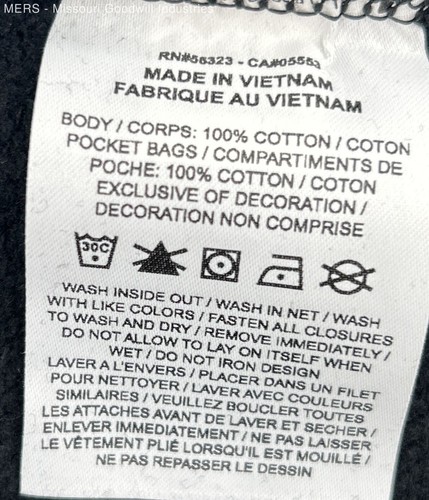 MERS - Missouri Goodwill Industries
RN#56323 - CA#05553
MADE IN VIETNAM
FABRIQUE AU VIETNAM
BODY / CORPS: 100% COTTON / COTON
POCKET BAGS / COMPARTIMENTS DE
POCHE: 100% COTTON / COTON
EXCLUSIVE OF DECORATION /
DECORATION NON COMPRISE
30C
WASH INSIDE OUT / WASH IN NET / WASH
WITH LIKE COLORS / FASTEN ALL CLOSURES
TO WASH AND DRY / REMOVE IMMEDIATELY /
DO NOT ALLOW TO LAY ON ITSELF WHEN
WET / DO NOT IRON DESIGN
LAVER A L'ENVERS / PLACER DANS UN FILET
POUR NETTOYER / LAVER AVEC COULEURS
SIMILAIRES / VEUILLEZ BOUCLER TOUTES
LES ATTACHES AVANT DE LAVER ET SECHER /
ENLEVER IMMEDIATEMENT / NE PAS LAISSER
LE VÊTEMENT PLIÉ LORSQU'IL EST MOUILLÉ /
NE PAS REPASSER LE DESSIN